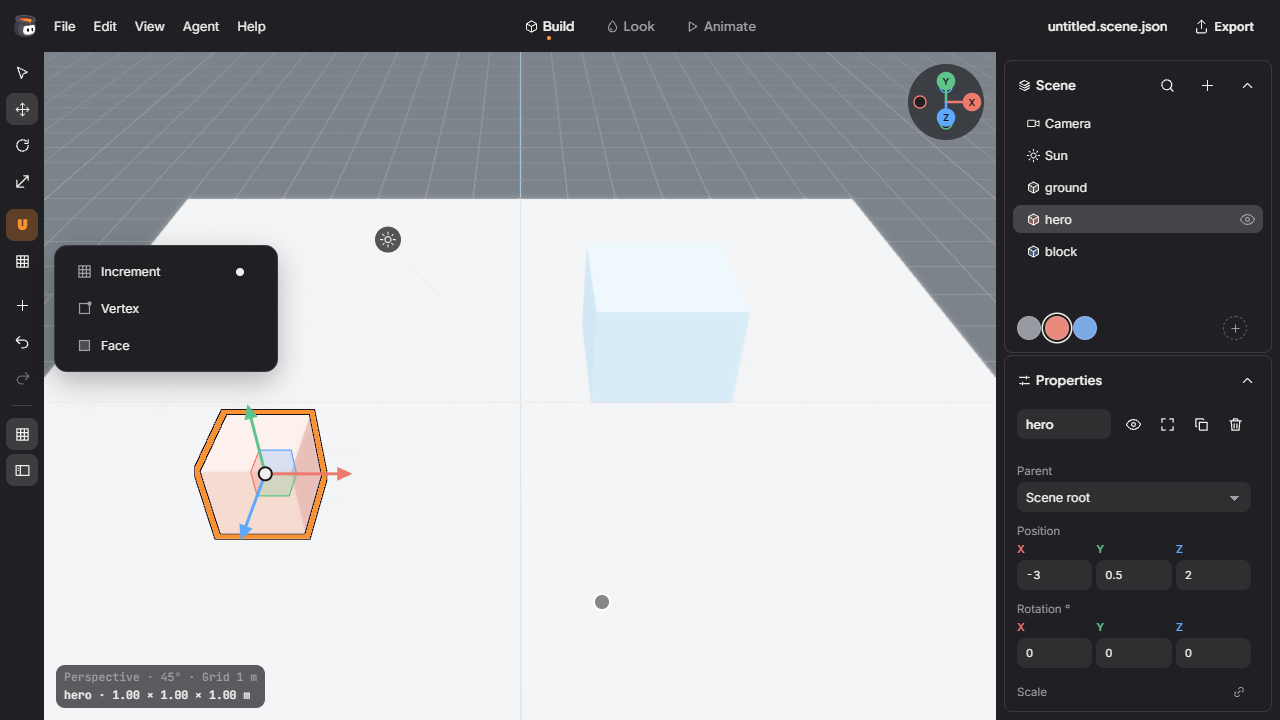 File Edit View Agent Help
Build Look Animate
untitled.scene.json Export
Scene
Camera
Sun
ground
hero
block
Y
X
Z
Increment
Vertex
Face
Properties
hero
Parent
Scene root
Position
X Y Z
-3 0.5 2
Rotation °
X Y Z
0 0 0
Scale
Perspective · 45° · Grid 1 m
hero · 1.00 × 1.00 × 1.00 m